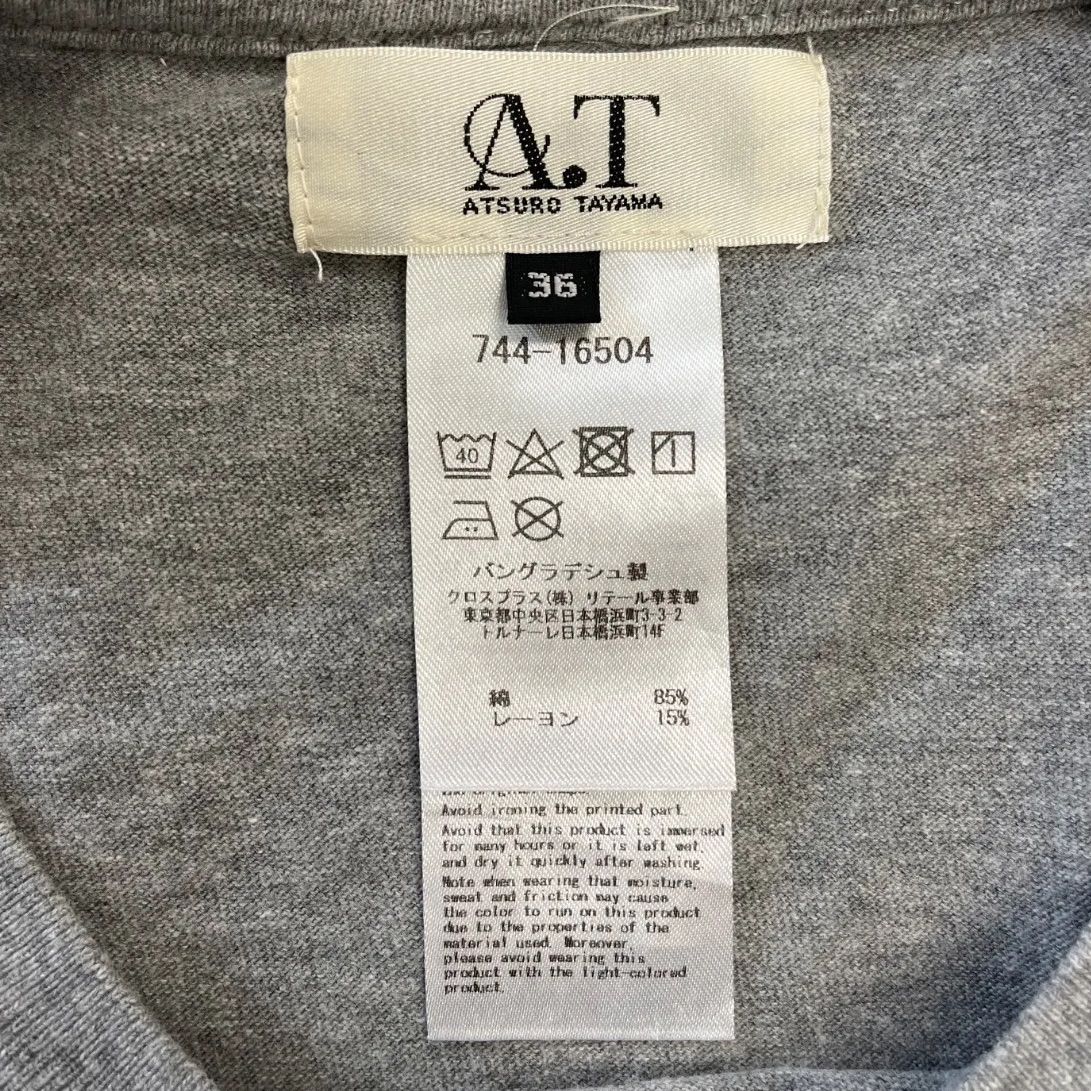 A.T
ATSURO TAYAMA
36
744-16504
40
バングラデシュ製
クロスプラス(株) リテール事業部
東京都中央区日本橋浜町3-3-2
トルナーレ日本橋浜町14F
綿 85%
レーヨン 15%
Avoid ironing the printed part.
Avoid that this product is immersed
for many hours or it is left wet,
and dry it quickly after washing.
Note when wearing that moisture,
sweat and friction may cause
the color to run on this product
due to the properties of the
material used. Moreover,
please avoid wearing this
product with the light-colored
product.